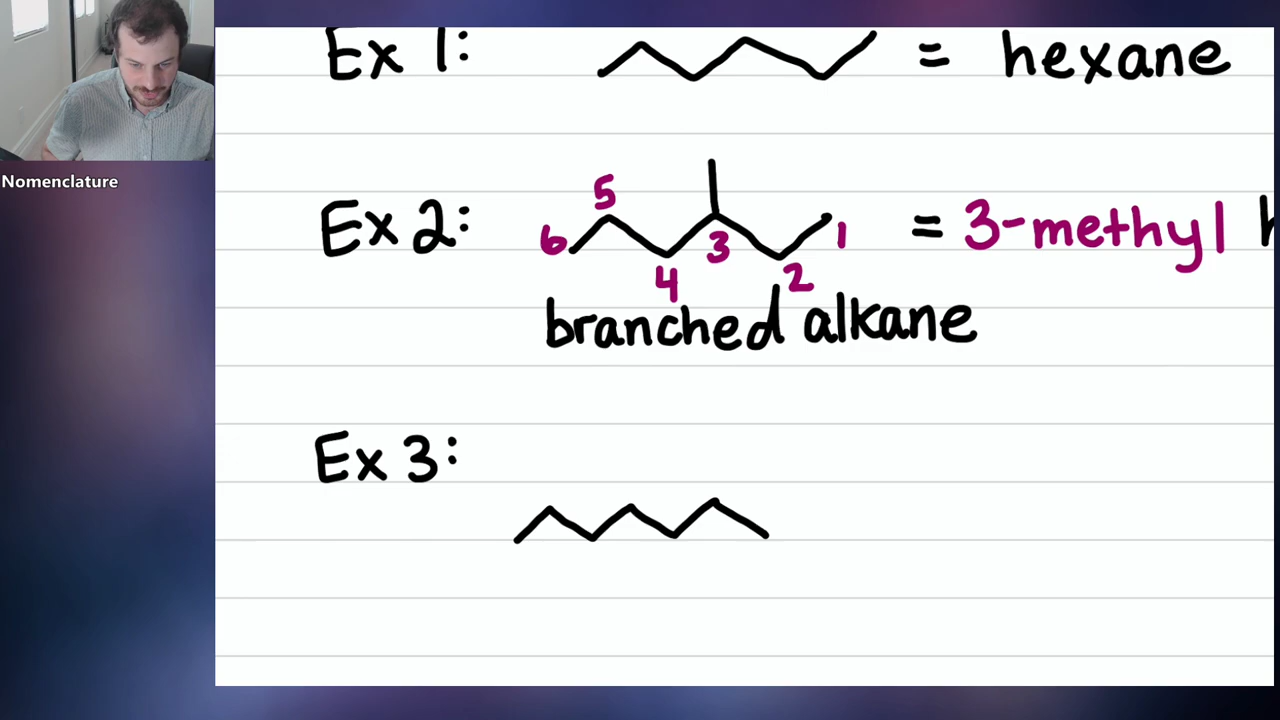 Ex 1: = hexane
Nomenclature
5
Ex 2: 6 3 1 = 3-methyl h
4 2
branched alkane
Ex 3: